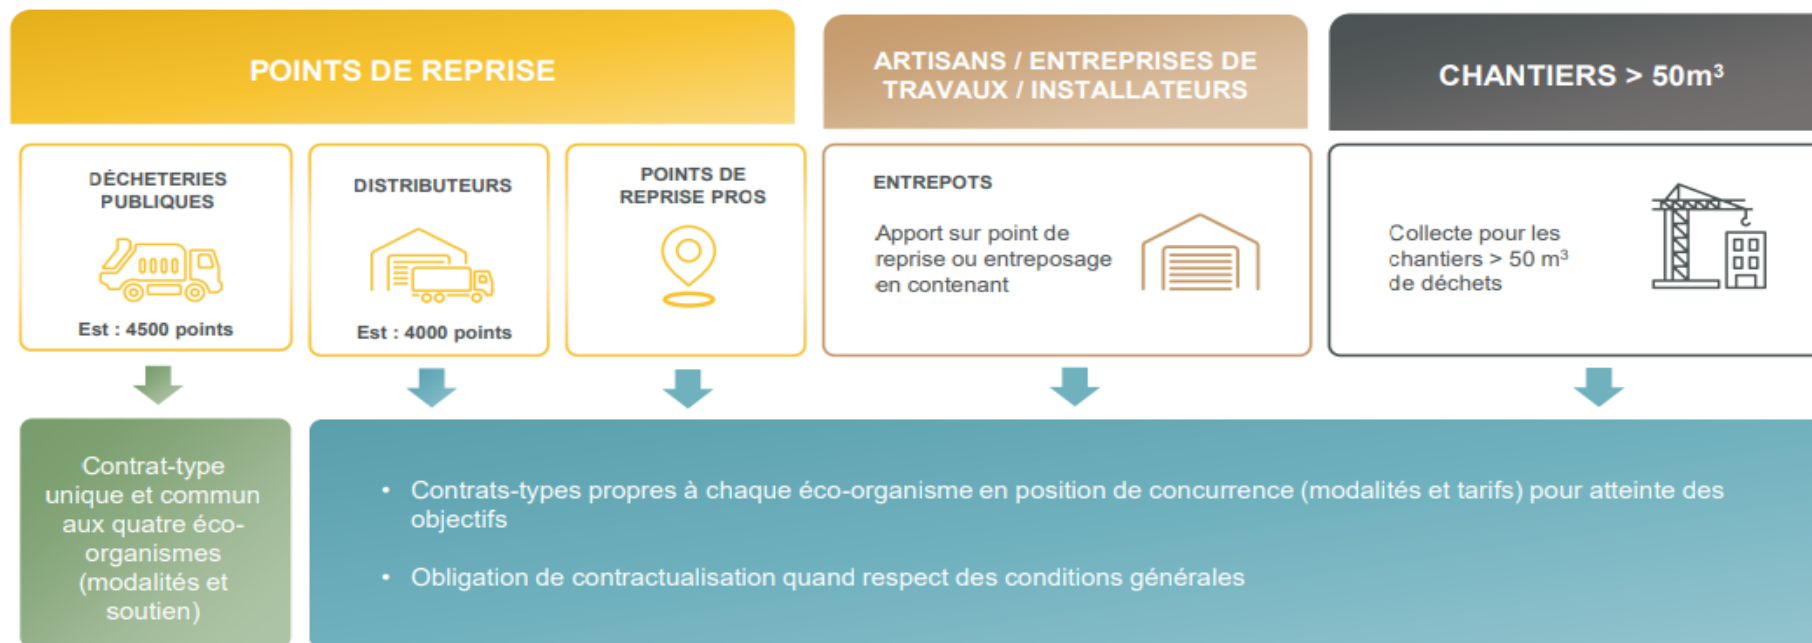 POINTS DE REPRISE
ARTISANS / ENTREPRISES DE
TRAVAUX / INSTALLATEURS
CHANTIERS > 50m³
DÉCHETERIES
PUBLIQUES
Est : 4500 points
DISTRIBUTEURS
Est : 4000 points
POINTS DE
REPRISE PROS
ENTREPOTS
Apport sur point de
reprise ou entreposage
en contenant
Collecte pour les
chantiers > 50 m³
de déchets
Contrat-type
unique et commun
aux quatre éco-
organismes
(modalités et
soutien)
• Contrats-types propres à chaque éco-organisme en position de concurrence (modalités et tarifs) pour atteinte des
objectifs
• Obligation de contractualisation quand respect des conditions générales